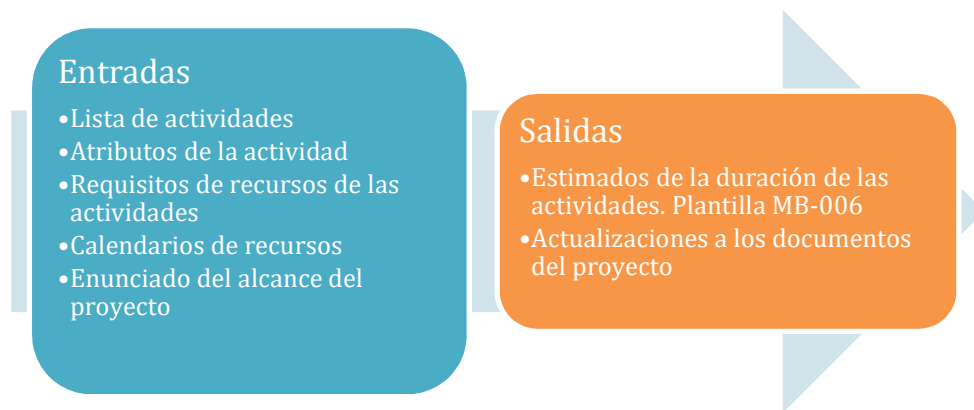 Entradas
•Lista de actividades
•Atributos de la actividad
•Requisitos de recursos de las
actividades
•Calendarios de recursos
•Enunciado del alcance del
proyecto
Salidas
•Estimados de la duración de las
actividades. Plantilla MB-006
•Actualizaciones a los documentos
del proyecto